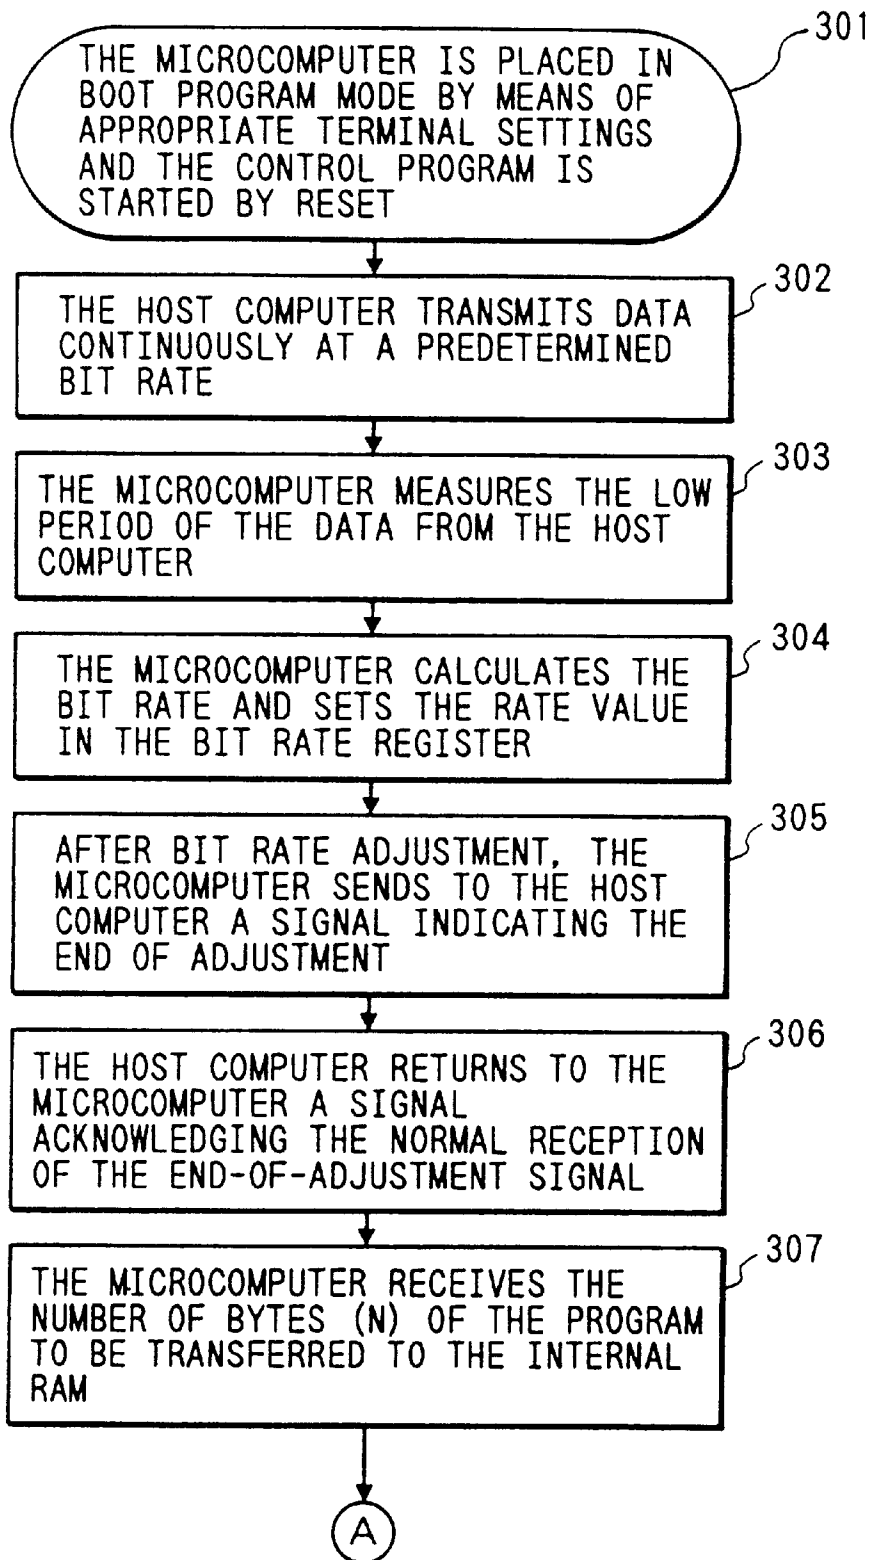 301
THE MICROCOMPUTER IS PLACED IN
BOOT PROGRAM MODE BY MEANS OF
APPROPRIATE TERMINAL SETTINGS
AND THE CONTROL PROGRAM IS
STARTED BY RESET
302
THE HOST COMPUTER TRANSMITS DATA
CONTINUOUSLY AT A PREDETERMINED
BIT RATE
303
THE MICROCOMPUTER MEASURES THE LOW
PERIOD OF THE DATA FROM THE HOST
COMPUTER
304
THE MICROCOMPUTER CALCULATES THE
BIT RATE AND SETS THE RATE VALUE
IN THE BIT RATE REGISTER
305
AFTER BIT RATE ADJUSTMENT, THE
MICROCOMPUTER SENDS TO THE HOST
COMPUTER A SIGNAL INDICATING THE
END OF ADJUSTMENT
306
THE HOST COMPUTER RETURNS TO THE
MICROCOMPUTER A SIGNAL
ACKNOWLEDGING THE NORMAL RECEPTION
OF THE END-OF-ADJUSTMENT SIGNAL
307
THE MICROCOMPUTER RECEIVES THE
NUMBER OF BYTES (N) OF THE PROGRAM
TO BE TRANSFERRED TO THE INTERNAL
RAM
A